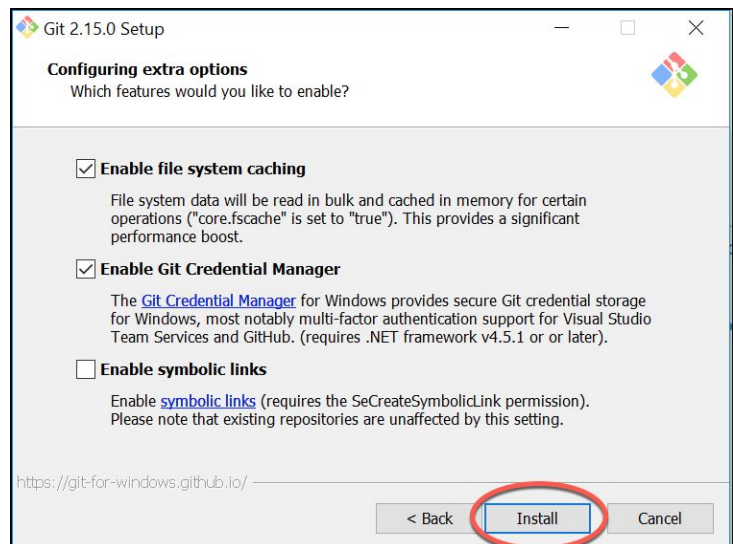 Git 2.15.0 Setup
Configuring extra options
Which features would you like to enable?
Enable file system caching
File system data will be read in bulk and cached in memory for certain
operations ("core.fscache" is set to "true"). This provides a significant
performance boost.
Enable Git Credential Manager
The Git Credential Manager for Windows provides secure Git credential storage
for Windows, most notably multi-factor authentication support for Visual Studio
Team Services and GitHub. (requires .NET framework v4.5.1 or or later).
Enable symbolic links
Enable symbolic links (requires the SeCreateSymbolicLink permission).
Please note that existing repositories are unaffected by this setting.
https://git-for-windows.github.io/
< Back Install Cancel